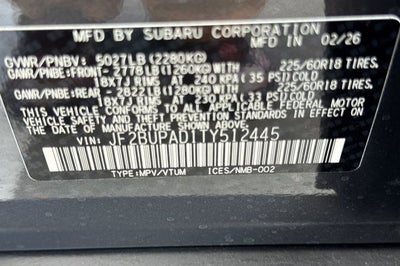 MFD BY SUBARU CORPORATION
MFD IN 02/26
GVWR/PNBV: 5027LB (2280KG)
GAWR/PNBE:FRONT- 2778LB (1260KG) WITH 225/60R18 TIRES.
18X7J RIMS AT 240 KPA (35 PSI) COLD
GAWR/PNBE:REAR - 2822LB (1280KG) WITH 225/60R18 TIRES.
18X7J RIMS AT 230 KPA (33 PSI) COLD
THIS VEHICLE CONFORMS TO ALL APPLICABLE
SAFETY, BUMPER, AND THEFT PREVENTION STANDARDS IN EFFECT ON
THE DATE OF MANUFACTURE SHOWN ABOVE.
VIN: JF2BUPAD1TY512445
TYPE:MPV/VTUM ICES/NMB-002